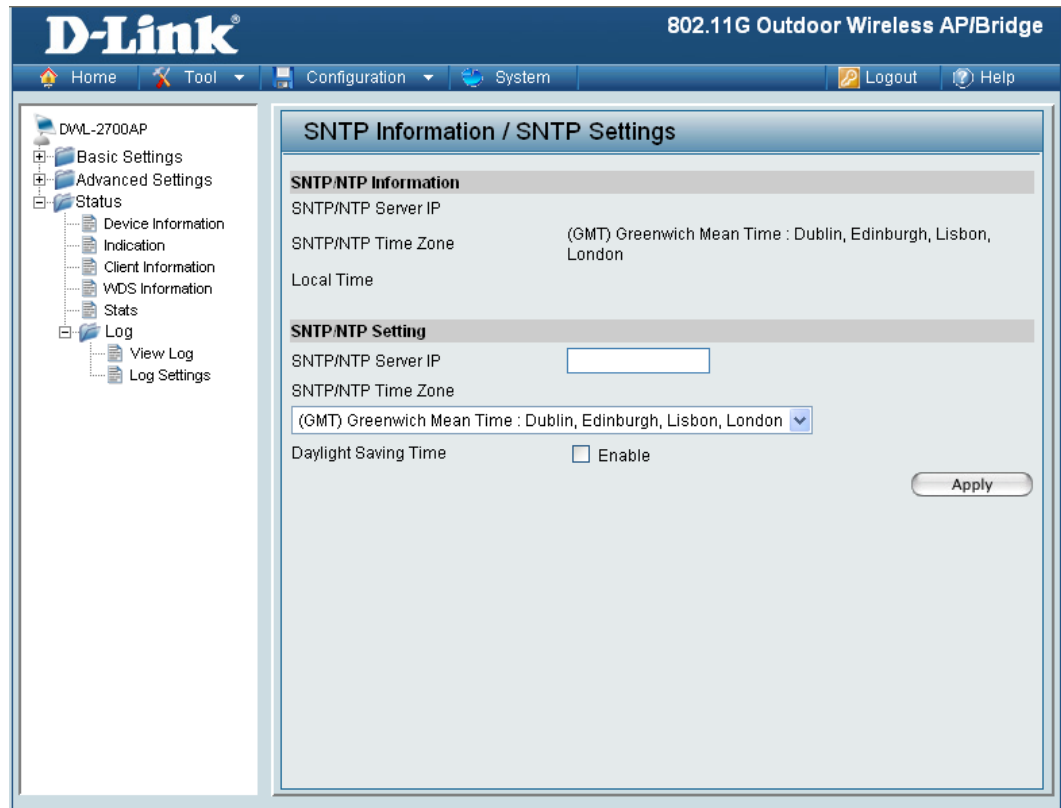 D-Link®
802.11G Outdoor Wireless AP/Bridge
Home
Tool
Configuration
System
Logout
Help
DWL-2700AP
Basic Settings
Advanced Settings
Status
Device Information
Indication
Client Information
WDS Information
Stats
Log
View Log
Log Settings
SNTP Information / SNTP Settings
SNTP/NTP Information
SNTP/NTP Server IP
SNTP/NTP Time Zone
(GMT) Greenwich Mean Time : Dublin, Edinburgh, Lisbon,
London
Local Time
SNTP/NTP Setting
SNTP/NTP Server IP
SNTP/NTP Time Zone
(GMT) Greenwich Mean Time : Dublin, Edinburgh, Lisbon, London
Daylight Saving Time
Enable
Apply